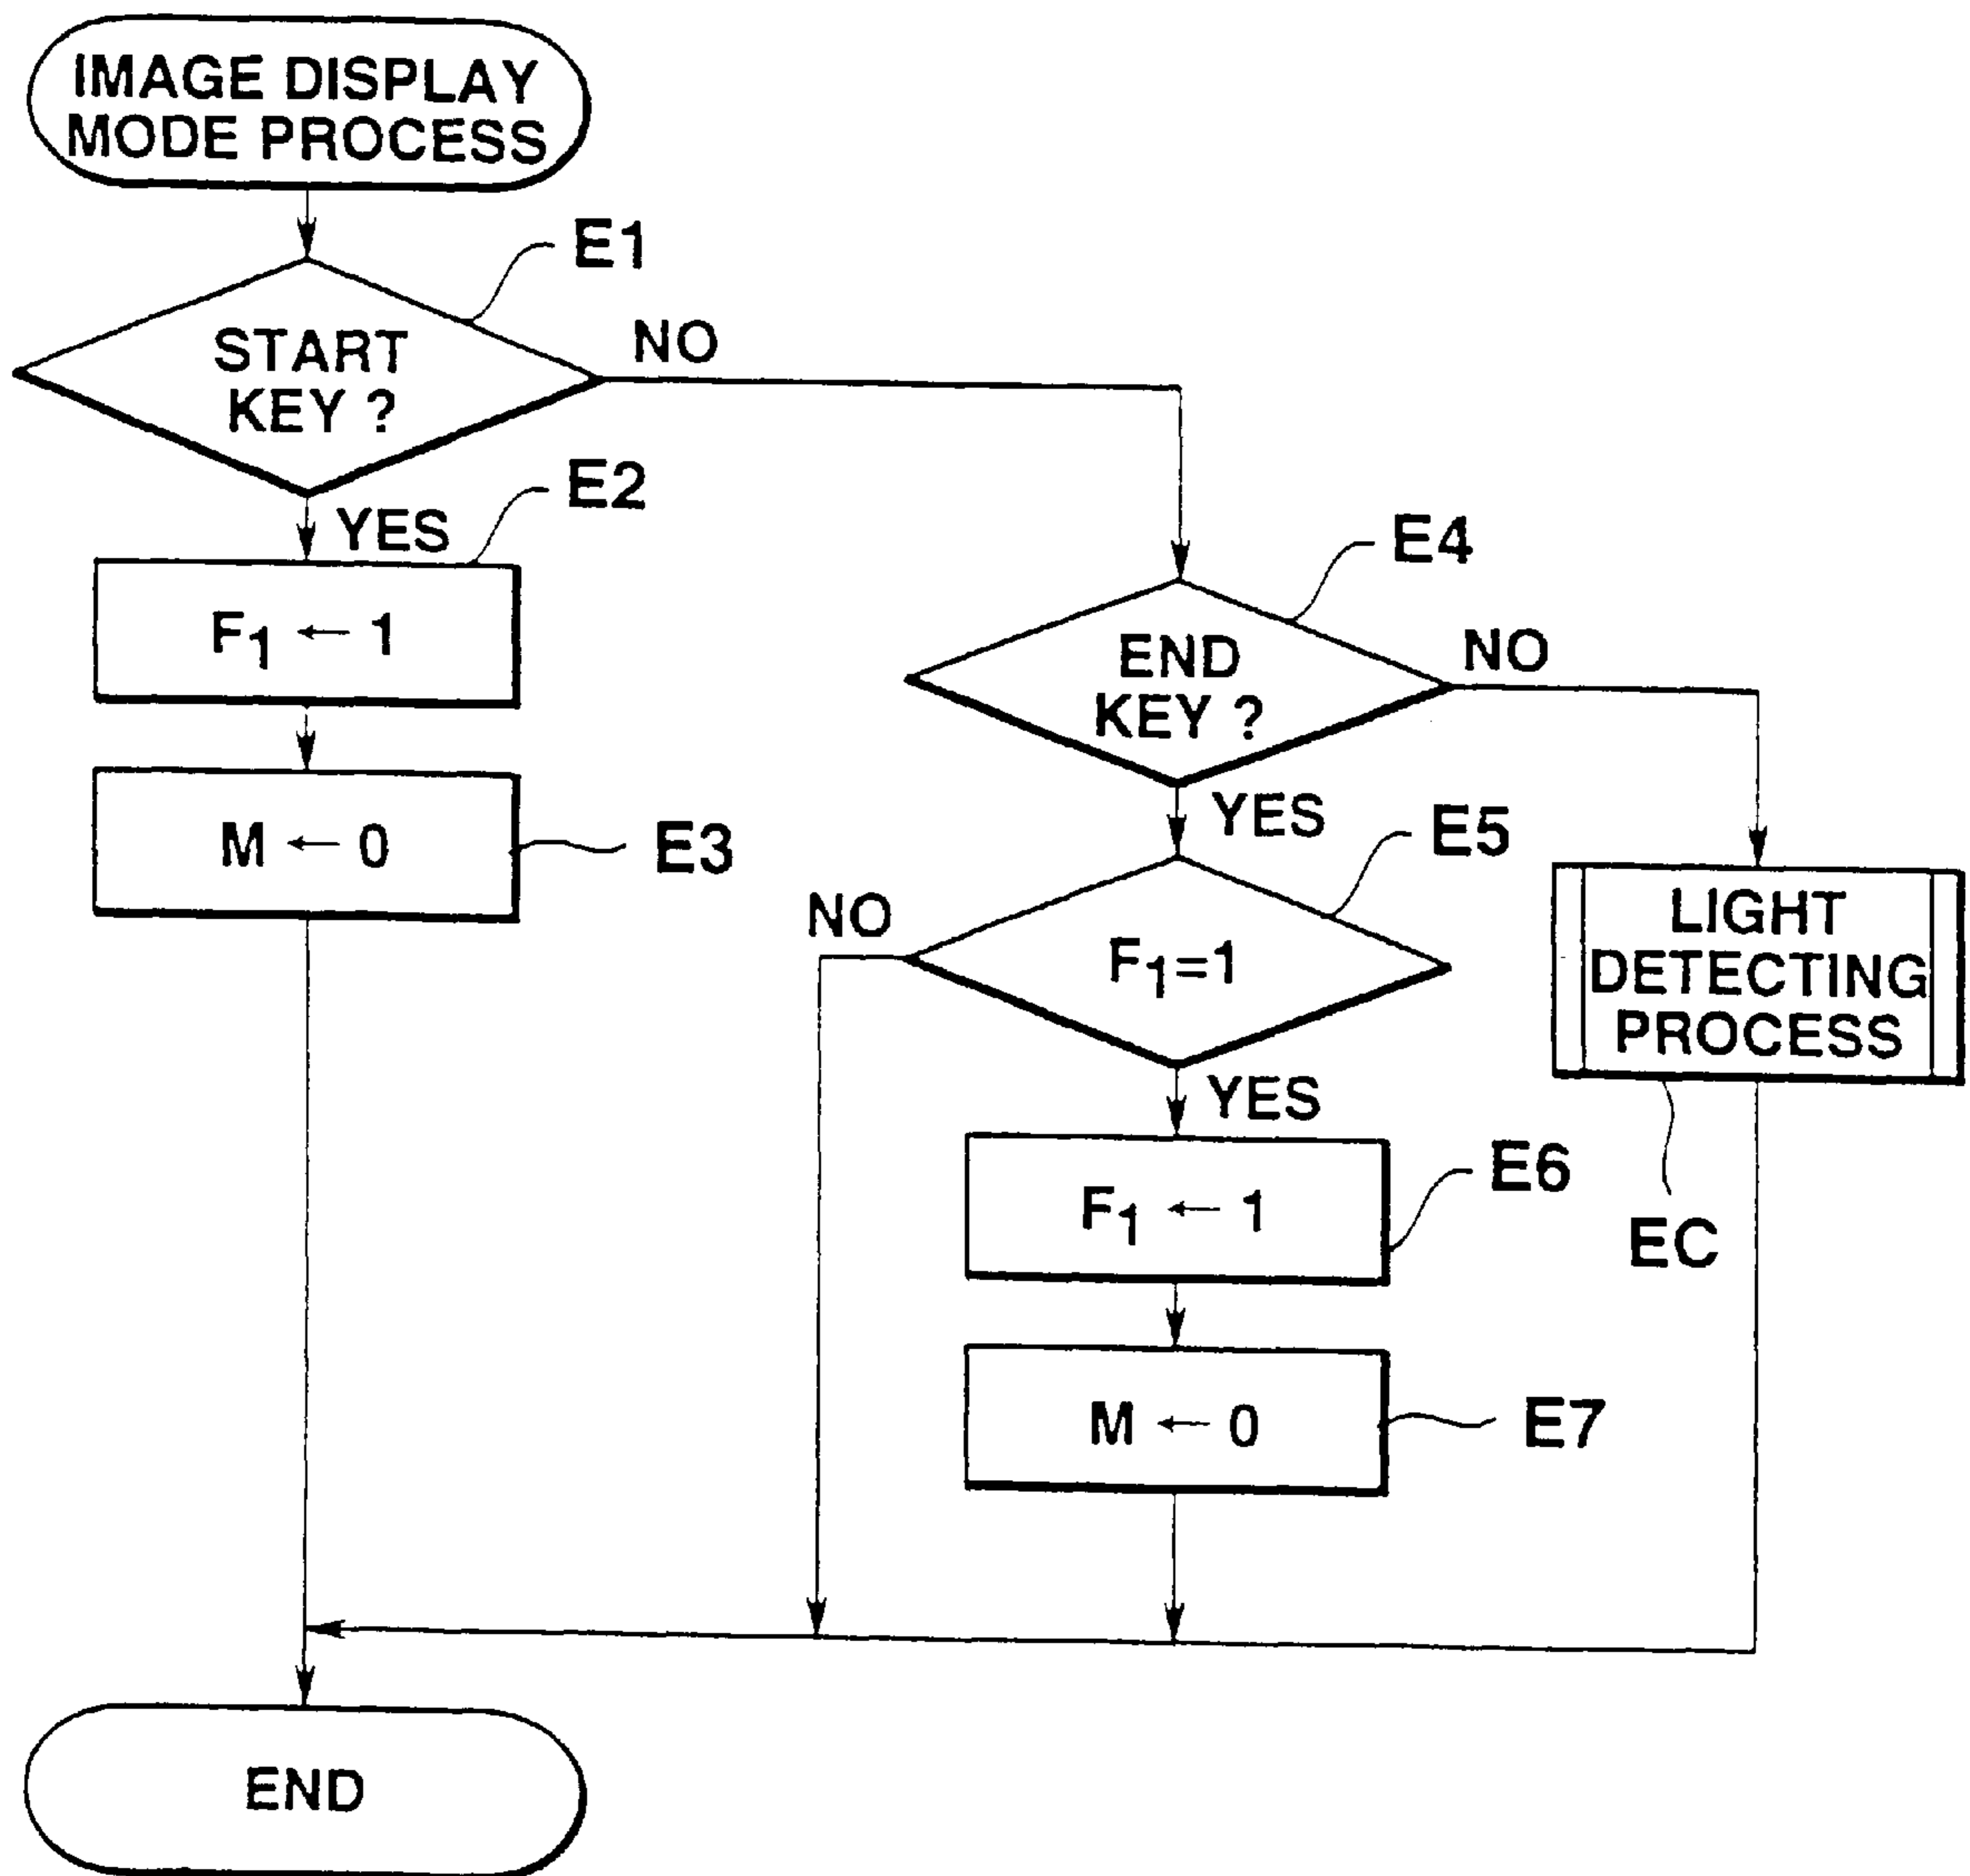 IMAGE DISPLAY
MODE PROCESS
E1
START
KEY ?
NO
YES
E2
F1 ← 1
M ← 0
E3
E4
END
KEY ?
NO
YES
E5
NO
F1=1
YES
LIGHT
DETECTING
PROCESS
EC
F1 ← 1
E6
M ← 0
E7
END